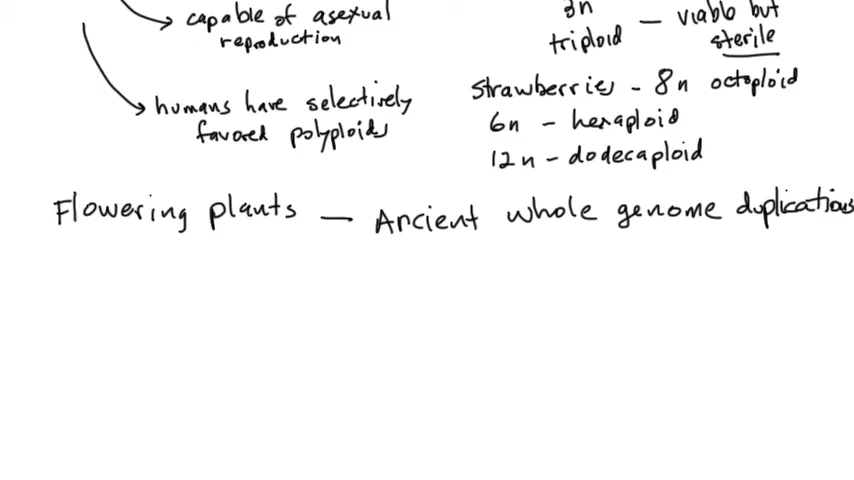 capable of asexual
reproduction
3n
triploid — viable but
sterile
humans have selectively
favored polyploids
strawberries - 8n octoploid
6n - hexaploid
12n - dodecaploid
Flowering plants — Ancient whole genome duplications